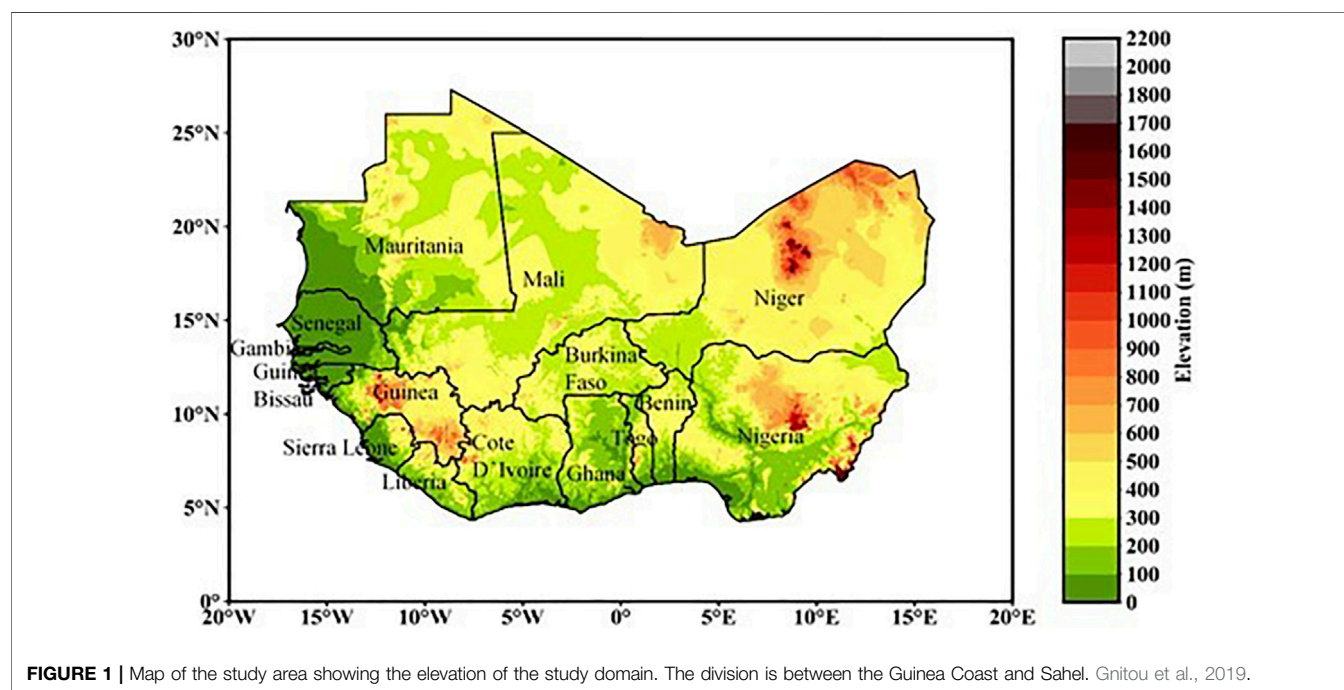 30°N
25°N
20°N
15°N
10°N
5°N
0°
20°W
15°W
10°W
5°W
0°
5°E
10°E
15°E
20°E
Mauritania
Mali
Niger
Senegal
Gambi
Guin
Bissau
Guinea
Sierra Leone
Liberia
Cote
D'Ivoire
Burkina
Faso
Ghana
Togo
Benin
Nigeria
2200
2000
1800
1700
1600
1500
1400
1300
1200
1000
900
800
700
600
500
400
300
200
100
0
Elevation (m)
FIGURE 1 | Map of the study area showing the elevation of the study domain. The division is between the Guinea Coast and Sahel. Gnitou et al., 2019.